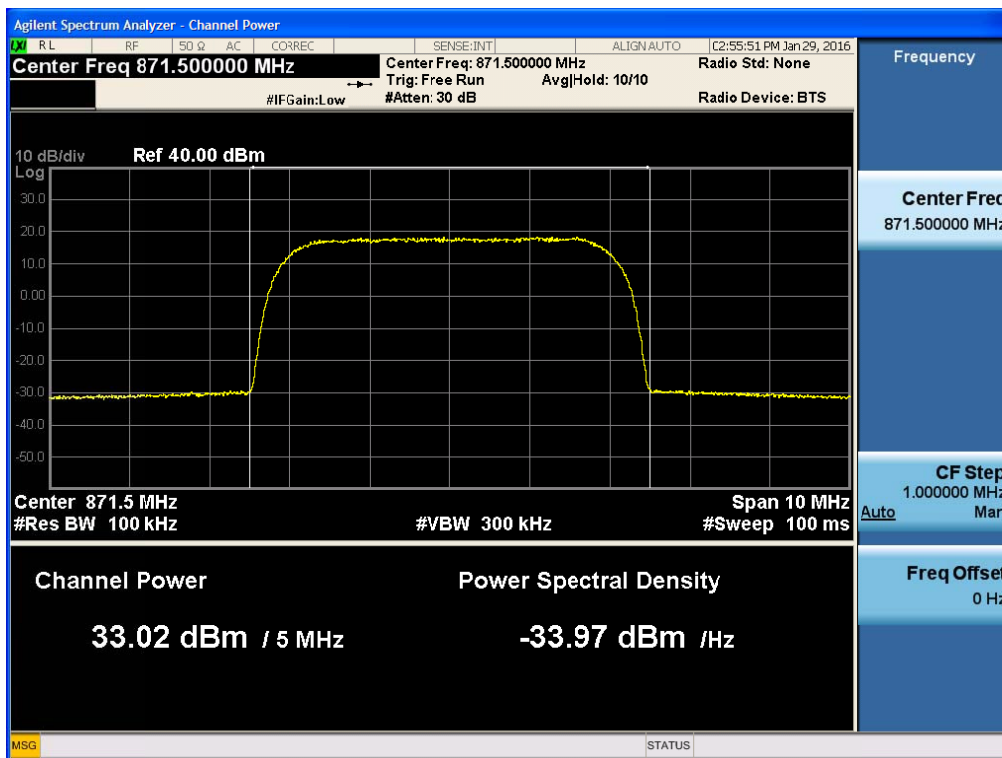 Agilent Spectrum Analyzer - Channel Power
LXI RL RF 50 Ω AC CORREC SENSE:INT ALIGN AUTO 02:55:51 PM Jan 29, 2016
Center Freq 871.500000 MHz
Center Freq: 871.500000 MHz
Radio Std: None
Trig: Free Run Avg|Hold: 10/10
#IFGain:Low
#Atten: 30 dB
Radio Device: BTS
10 dB/div Ref 40.00 dBm
Log
30.0
20.0
10.0
0.00
-10.0
-20.0
-30.0
-40.0
-50.0
Center 871.5 MHz
Span 10 MHz
#Res BW 100 kHz
#VBW 300 kHz
#Sweep 100 ms
Channel Power
Power Spectral Density
33.02 dBm / 5 MHz
-33.97 dBm /Hz
MSG
STATUS
Frequency
Center Freq
871.500000 MHz
CF Step
1.000000 MHz
Auto Man
Freq Offset
0 Hz